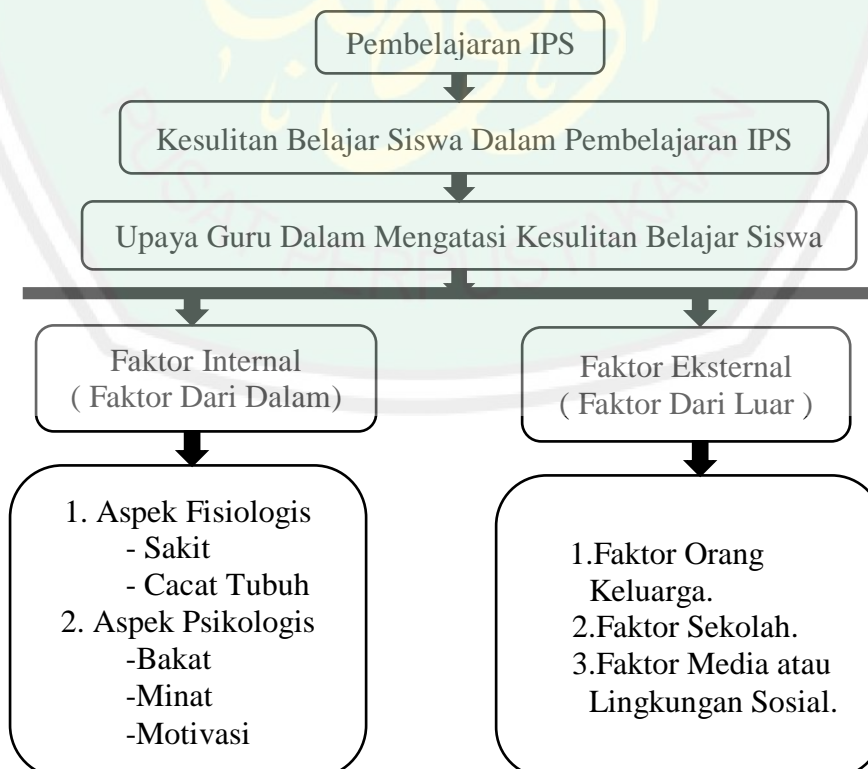 Pembelajaran IPS
Kesulitan Belajar Siswa Dalam Pembelajaran IPS
Upaya Guru Dalam Mengatasi Kesulitan Belajar Siswa
Faktor Internal
( Faktor Dari Dalam)
1. Aspek Fisiologis
- Sakit
- Cacat Tubuh
2. Aspek Psikologis
-Bakat
-Minat
-Motivasi
Faktor Eksternal
( Faktor Dari Luar )
1.Faktor Orang
Keluarga.
2.Faktor Sekolah.
3.Faktor Media atau
Lingkungan Sosial.
PUSAT PERPUSTAKAAN